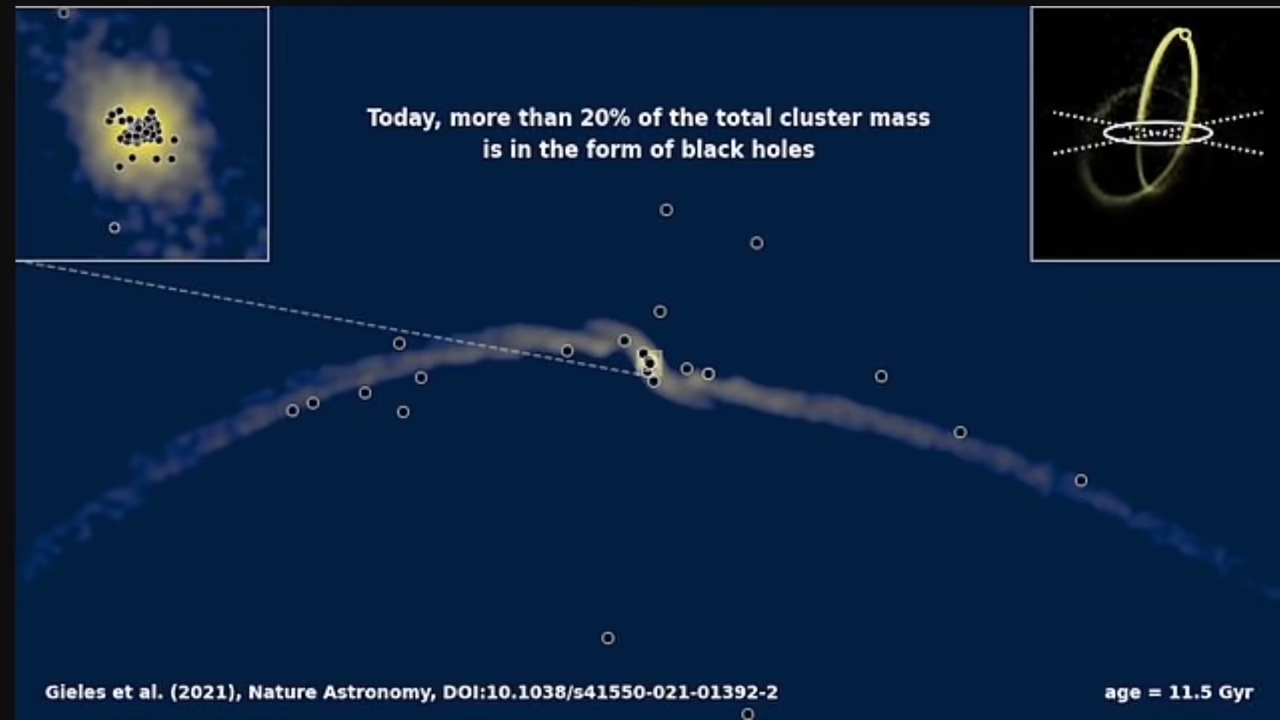 Today, more than 20% of the total cluster mass
is in the form of black holes
Gieles et al. (2021), Nature Astronomy, DOI:10.1038/s41550-021-01392-2
age = 11.5 Gyr